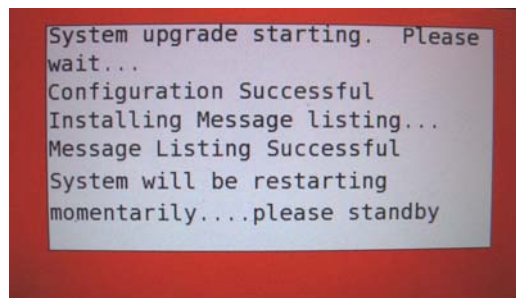 System upgrade starting.  Please
wait...
Configuration Successful
Installing Message listing...
Message Listing Successful
System will be restarting
momentarily....please standby